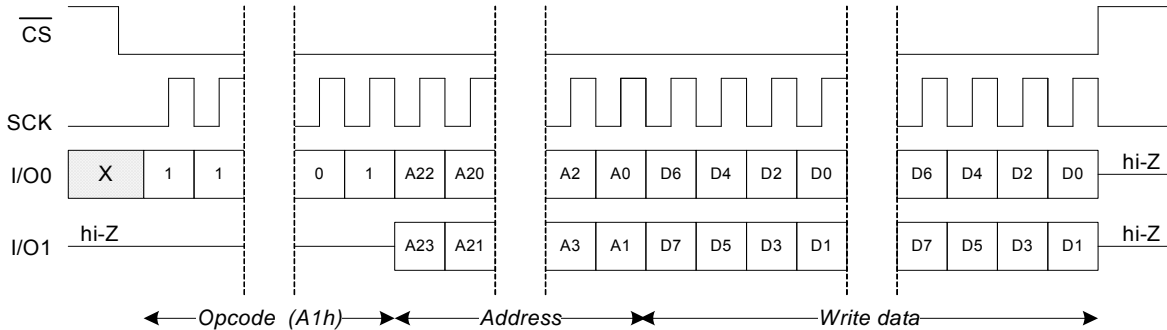 CS
SCK
I/O0 X 1 1 0 1 A22 A20 A2 A0 D6 D4 D2 D0 D6 D4 D2 D0 hi-Z
I/O1 hi-Z A23 A21 A3 A1 D7 D5 D3 D1 D7 D5 D3 D1 hi-Z
Opcode (A1h) Address Write data